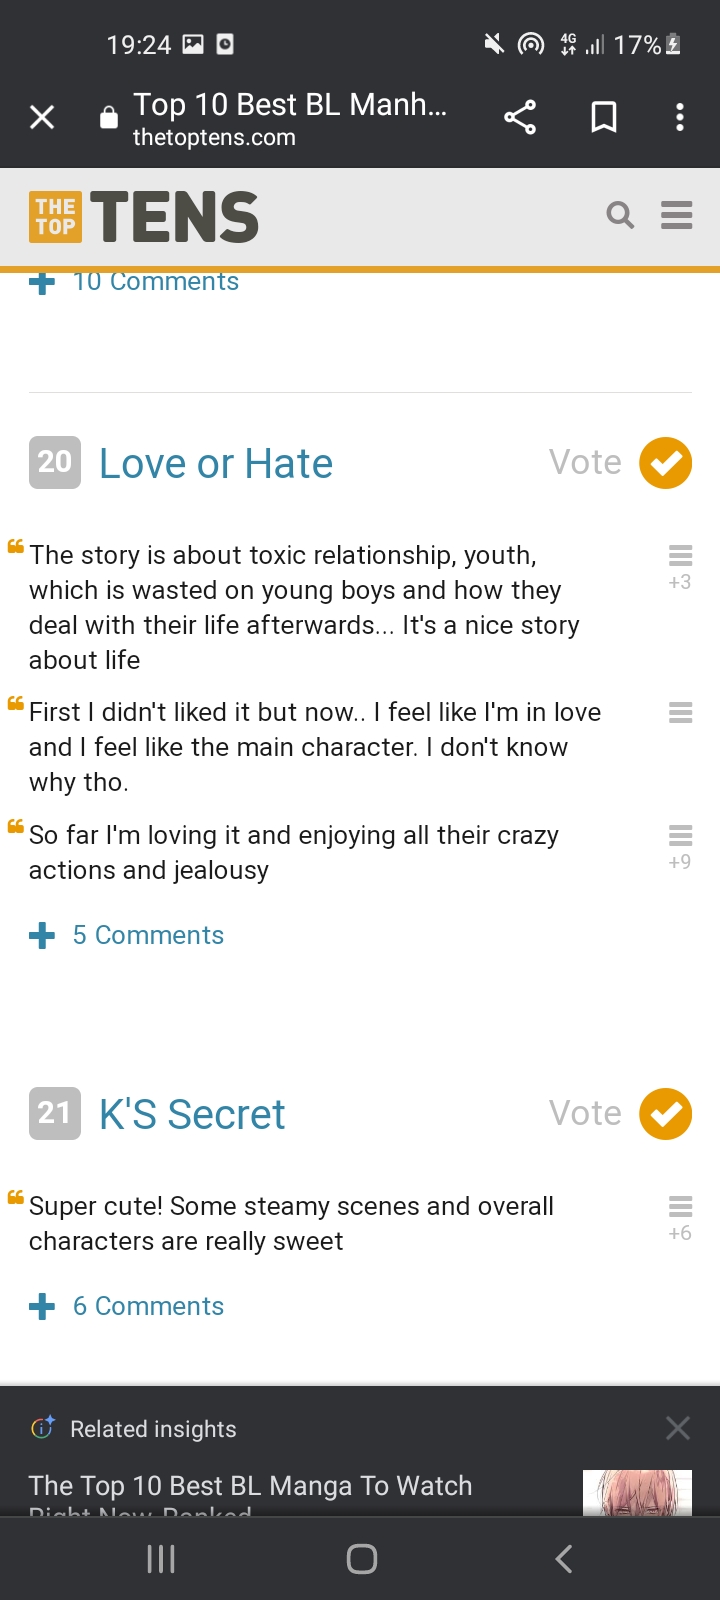 19:24
4G
17%
Top 10 Best BL Manh...
thetoptens.com
THE
TOP
TENS
10 Comments
20 Love or Hate Vote
The story is about toxic relationship, youth,
which is wasted on young boys and how they
deal with their life afterwards... It's a nice story
about life
+3
First I didn't liked it but now.. I feel like I'm in love
and I feel like the main character. I don't know
why tho.
So far I'm loving it and enjoying all their crazy
actions and jealousy
+9
5 Comments
21 K'S Secret Vote
Super cute! Some steamy scenes and overall
characters are really sweet
+6
6 Comments
Related insights
The Top 10 Best BL Manga To Watch
Right Now, Ranked